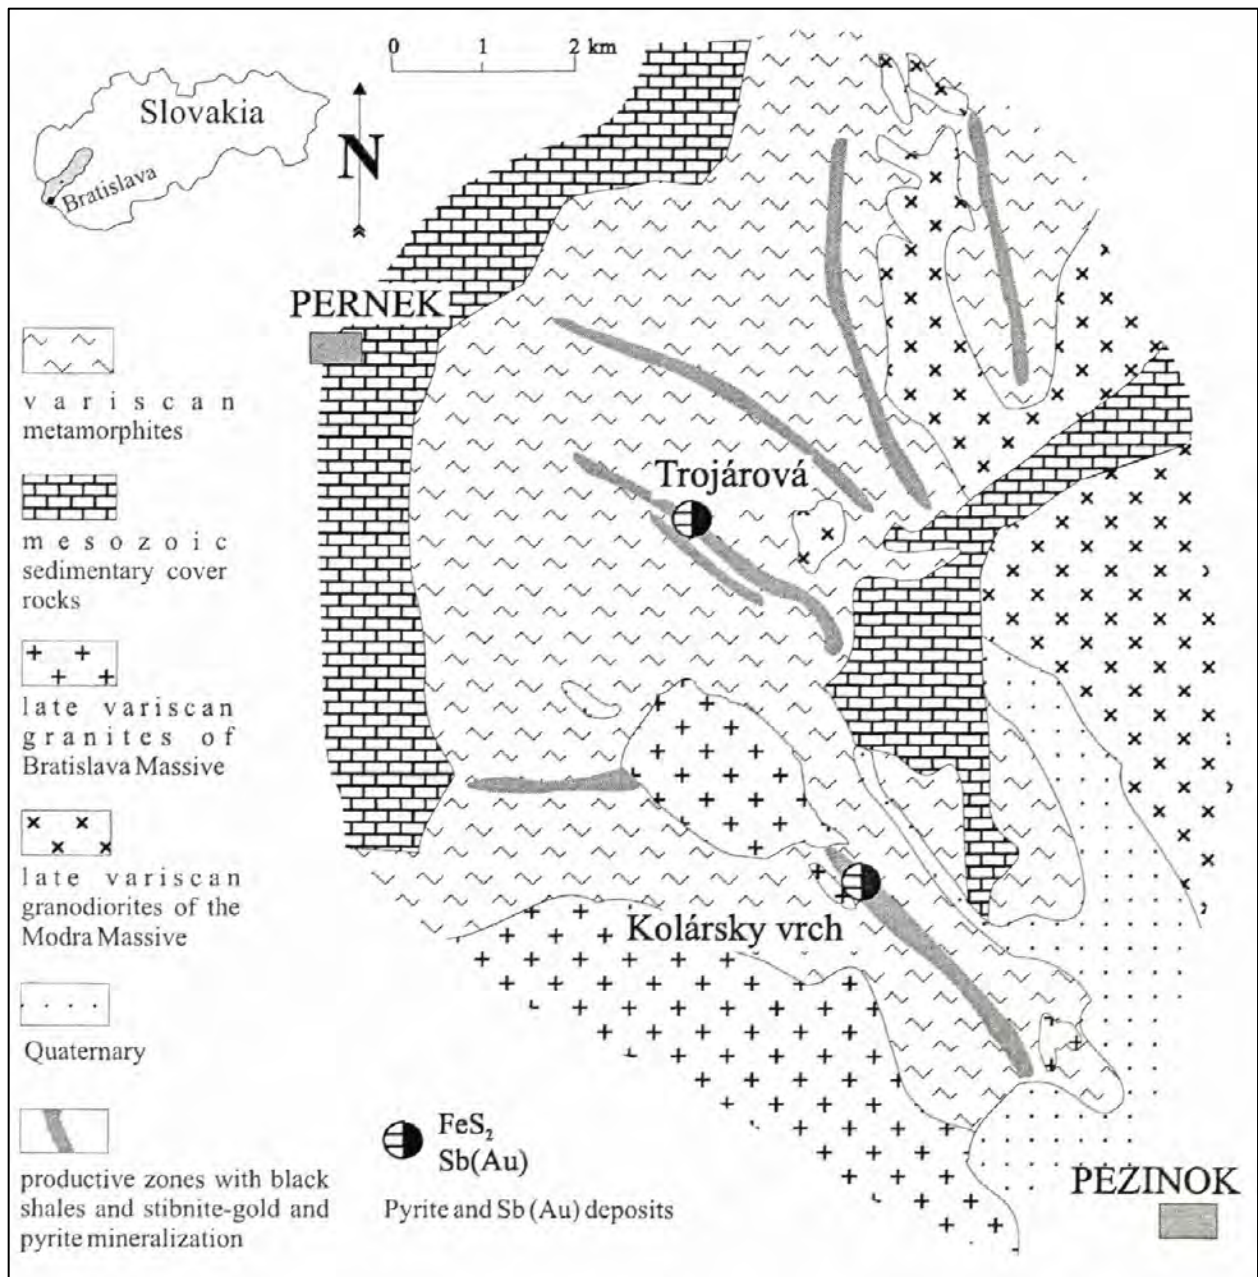 0 1 2 km
Slovakia
Bratislava
N
PERNEK
variscan
metamorphites
Trojárová
mesozoic
sedimentary cover
rocks
late variscan
granites of
Bratislava Massive
late variscan
granodiorites of the
Modra Massive
Kolársky vrch
Quaternary
FeS₂
Sb(Au)
Pyrite and Sb (Au) deposits
productive zones with black
shales and stibnite-gold and
pyrite mineralization
PEZINOK